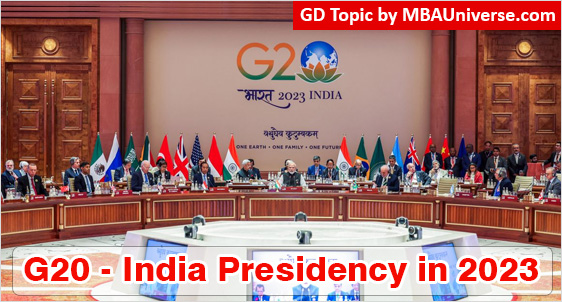 GD Topic by MBAUniverse.com
G20
भारत 2023 INDIA
वसुधैव कुटुम्बकम्
ONE EARTH • ONE FAMILY • ONE FUTURE
G20 - India Presidency in 2023